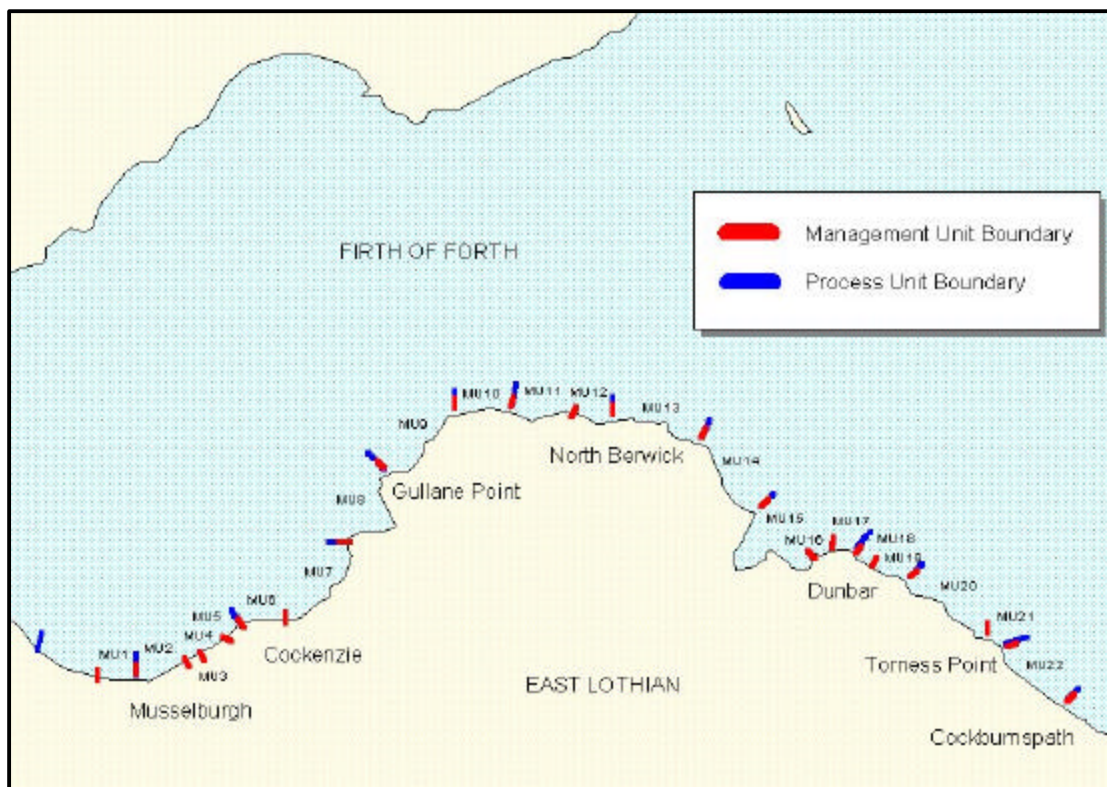 FIRTH OF FORTH
Management Unit Boundary
Process Unit Boundary
MU10
MU11
MU12
MU13
MU9
North Berwick
MU14
Gullane Point
MU8
MU15
MU17
MU16
MU18
MU19
MU7
Dunbar
MU20
MU6
MU5
MU4
MU21
MU1
MU2
Cockenzie
MU3
Torness Point
MU22
EAST LOTHIAN
Musselburgh
Cockburnspath